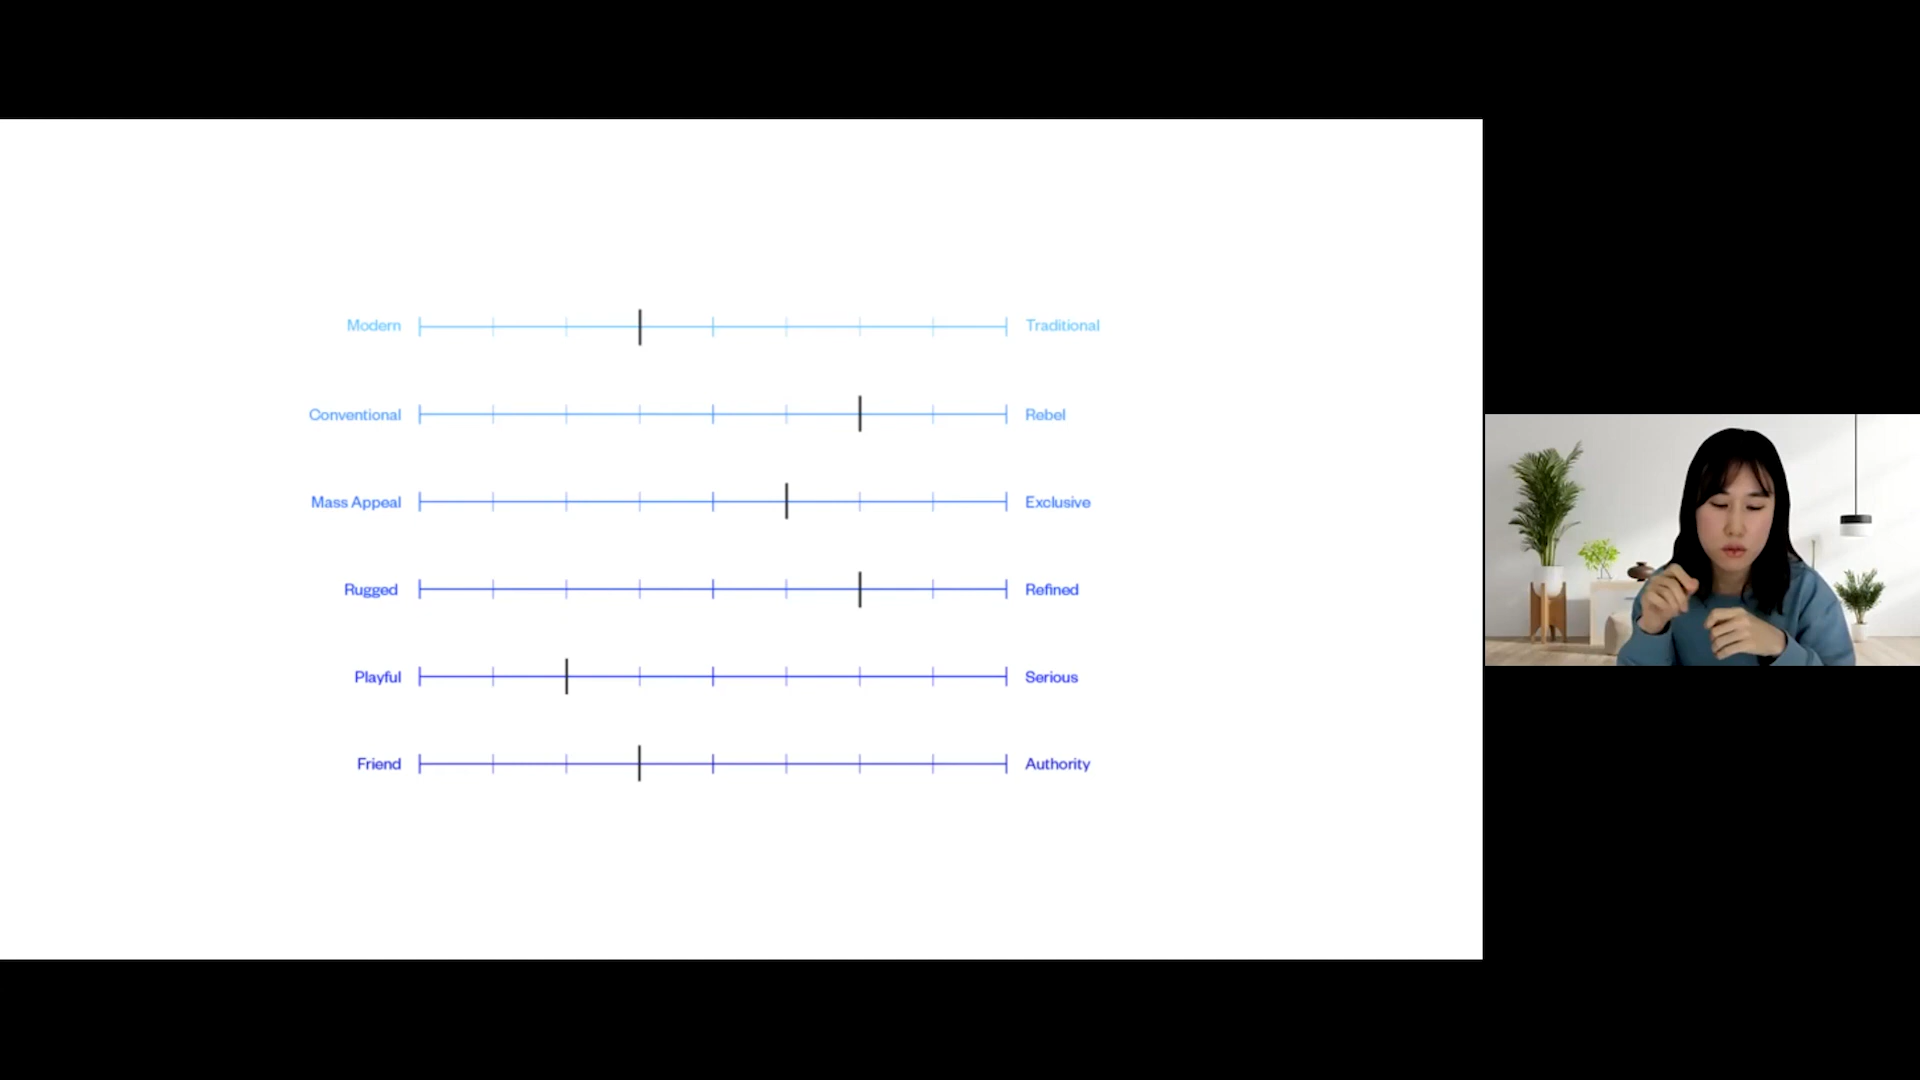 Modern Traditional
Conventional Rebel
Mass Appeal Exclusive
Rugged Refined
Playful Serious
Friend Authority